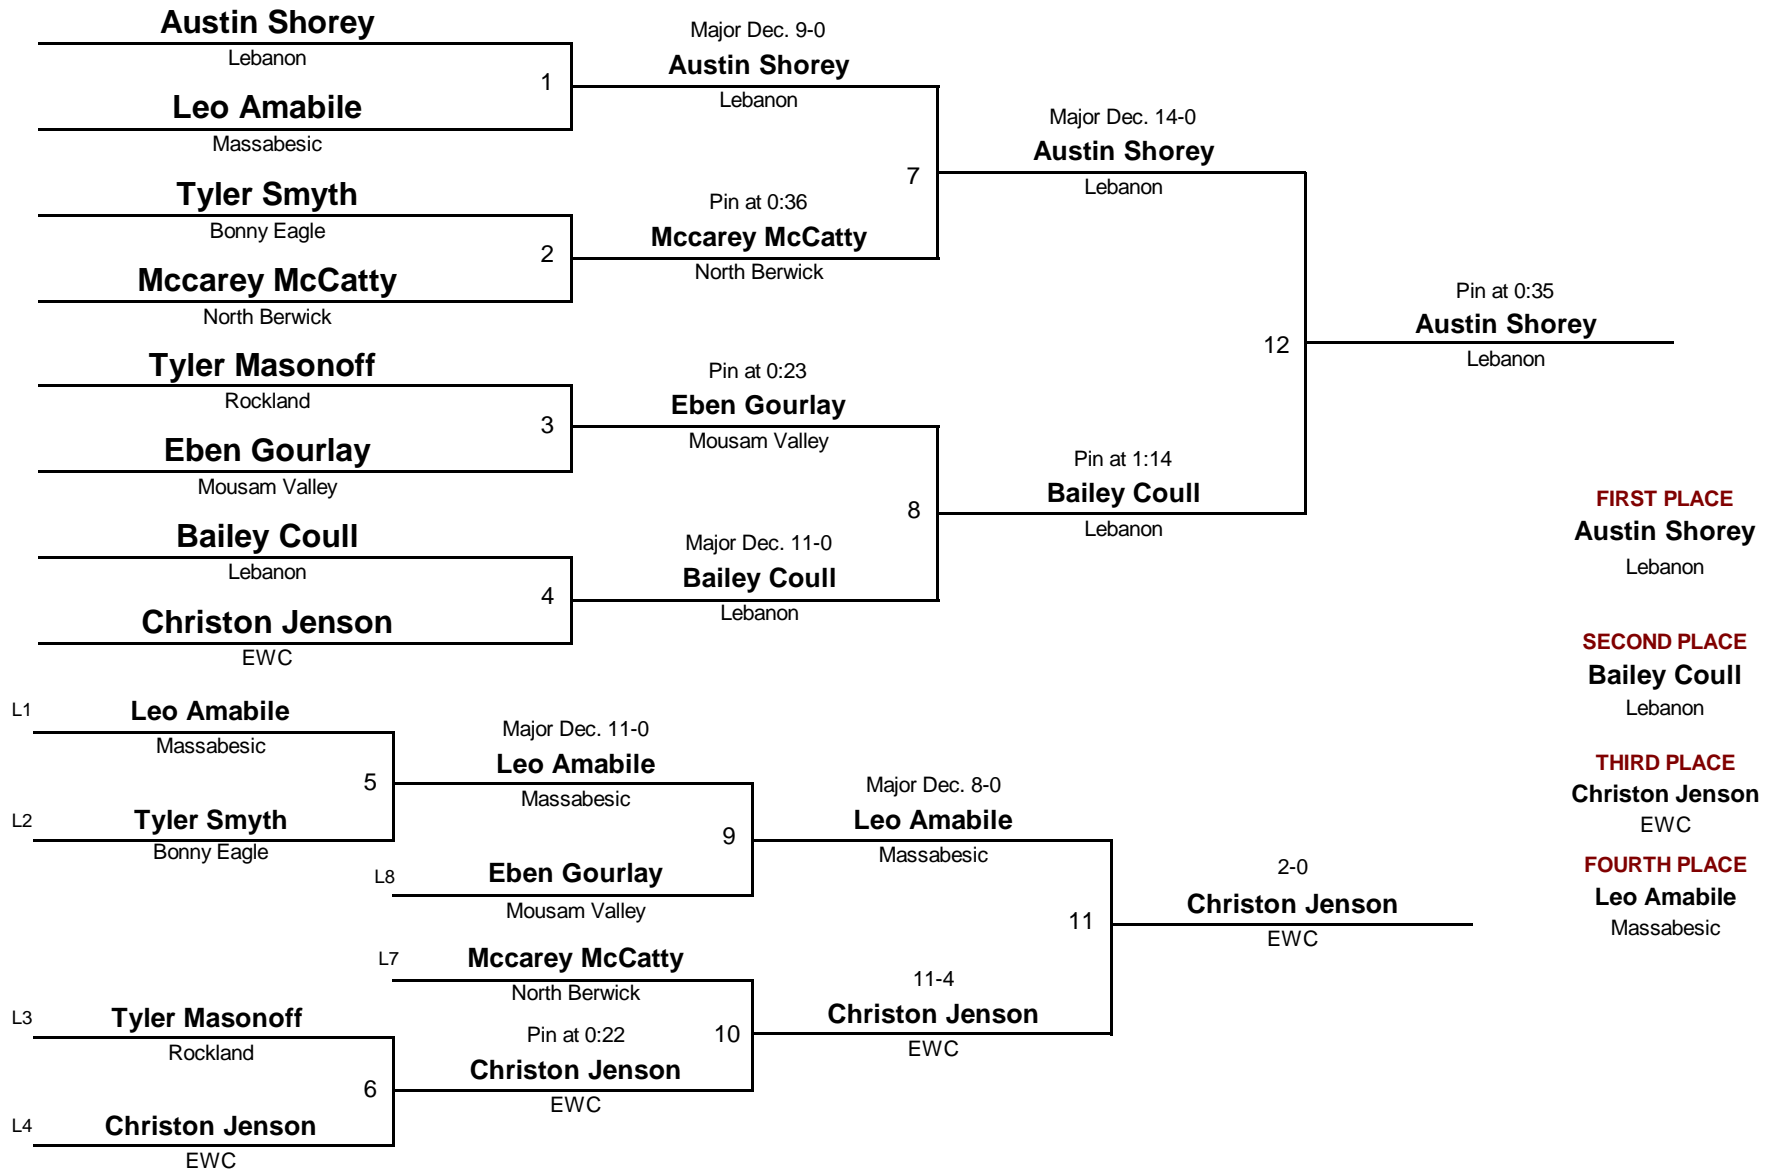 Austin Shorey
Lebanon
1
Leo Amabile
Massabesic
Tyler Smyth
Bonny Eagle
2
Mccarey McCatty
North Berwick
Tyler Masonoff
Rockland
3
Eben Gourlay
Mousam Valley
Bailey Coull
Lebanon
4
Christon Jenson
EWC
Major Dec. 9-0
Austin Shorey
Lebanon
7
Pin at 0:36
Mccarey McCatty
North Berwick
Pin at 0:23
Eben Gourlay
Mousam Valley
8
Major Dec. 11-0
Bailey Coull
Lebanon
Major Dec. 14-0
Austin Shorey
Lebanon
12
Pin at 1:14
Bailey Coull
Lebanon
Pin at 0:35
Austin Shorey
Lebanon
FIRST PLACE
Austin Shorey
Lebanon
SECOND PLACE
Bailey Coull
Lebanon
THIRD PLACE
Christon Jenson
EWC
FOURTH PLACE
Leo Amabile
Massabesic
L1 Leo Amabile
Massabesic
5
L2 Tyler Smyth
Bonny Eagle
Major Dec. 11-0
Leo Amabile
Massabesic
9
L8 Eben Gourlay
Mousam Valley
L7 Mccarey McCatty
North Berwick
10
Pin at 0:22
Christon Jenson
EWC
L3 Tyler Masonoff
Rockland
6
L4 Christon Jenson
EWC
Major Dec. 8-0
Leo Amabile
Massabesic
11
11-4
Christon Jenson
EWC
2-0
Christon Jenson
EWC